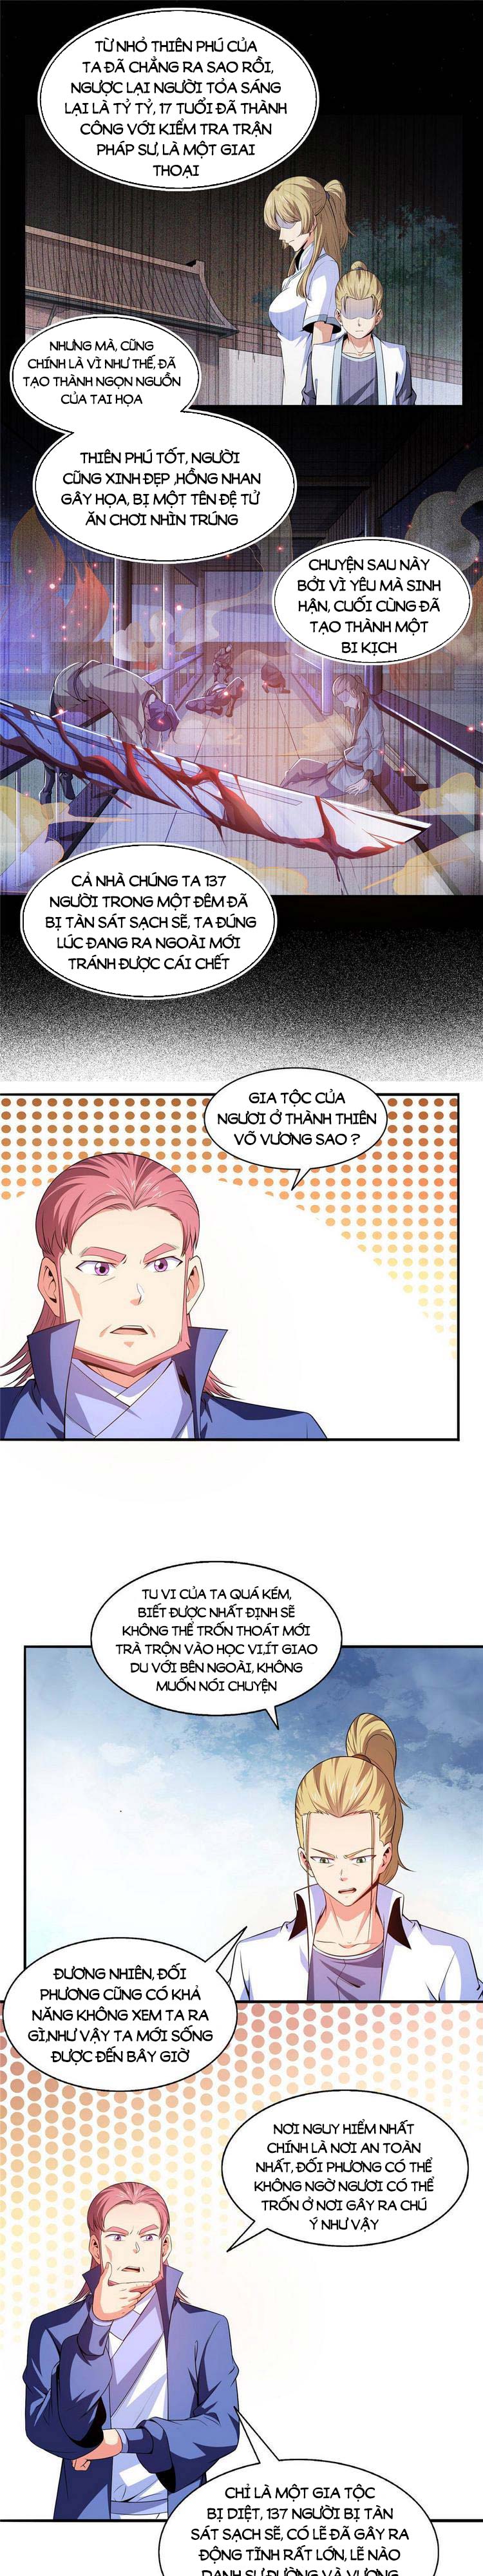 TỪ NHỎ THIÊN PHÚ CỦA
TA ĐÃ CHẲNG RA SAO RỒI,
NGƯỢC LẠI NGƯỜI TỎA SÁNG
LẠI LÀ TỶ TỶ, 17 TUỔI ĐÃ THÀNH
CÔNG VỚI KIỂM TRA TRẬN
PHÁP SƯ, LÀ MỘT GIAI
THOẠI
NHƯNG MÀ, CŨNG
CHÍNH LÀ VÌ NHƯ THẾ, ĐÃ
TẠO THÀNH NGỌN NGUỒN
CỦA TAI HỌA
THIÊN PHÚ TỐT, NGƯỜI
CŨNG XINH ĐẸP ,HỒNG NHAN
GÂY HỌA, BỊ MỘT TÊN ĐỆ TỬ
ĂN CHƠI NHÌN TRÚNG
CHUYỆN SAU NÀY
BỞI VÌ YÊU MÀ SINH
HẬN, CUỐI CÙNG ĐÃ
TẠO THÀNH MỘT
BI KỊCH
CẢ NHÀ CHÚNG TA 137
NGƯỜI TRONG MỘT ĐÊM ĐÃ
BỊ TÀN SÁT SẠCH SẼ, TA ĐÚNG
LÚC ĐANG RA NGOÀI MỚI
TRÁNH ĐƯỢC CÁI CHẾT
GIA TỘC CỦA
NGƯƠI Ở THÀNH THIÊN
VÕ VƯƠNG SAO ?
TU VI CỦA TA QUÁ KÉM,
BIẾT ĐƯỢC NHẤT ĐỊNH SẼ
KHÔNG THỂ TRỐN THOÁT MỚI
TRÀ TRỘN VÀO HỌC VI,ÍT GIAO
DU VỚI BÊN NGOÀI, KHÔNG
MUỐN NÓI CHUYỆN
ĐƯƠNG NHIÊN, ĐỐI
PHƯƠNG CŨNG CÓ KHẢ
NĂNG KHÔNG XEM TA RA
GÌ,NHƯ VẬY TA MỚI SỐNG
ĐƯỢC ĐẾN BÂY GIỜ
NƠI NGUY HIỂM NHẤT
CHÍNH LÀ NƠI AN TOÀN
NHẤT, ĐỐI PHƯƠNG CÓ THỂ
KHÔNG NGỜ NGƯƠI CÓ THỂ
TRỐN Ở NƠI GÂY RA CHÚ
Ý NHƯ VẬY
CHỈ LÀ MỘT GIA TỘC
BỊ DIỆT, 137 NGƯỜI BỊ TÀN
SÁT SẠCH SẼ, CÓ LẼ ĐÃ GÂY RA
ĐỘNG TĨNH RẤT LỚN, LẼ NÀO
DANH SƯ ĐƯỜNG VÀ VƯƠNG